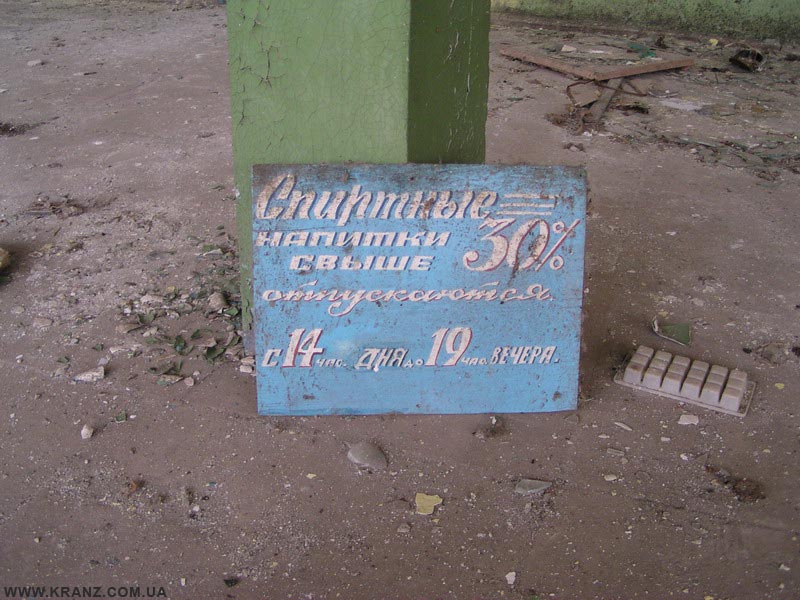 Спиртные
напитки 30%
свыше
отпускаются.
с 14 час. дня до 19 час. вечера.
WWW.KRANZ.COM.UA